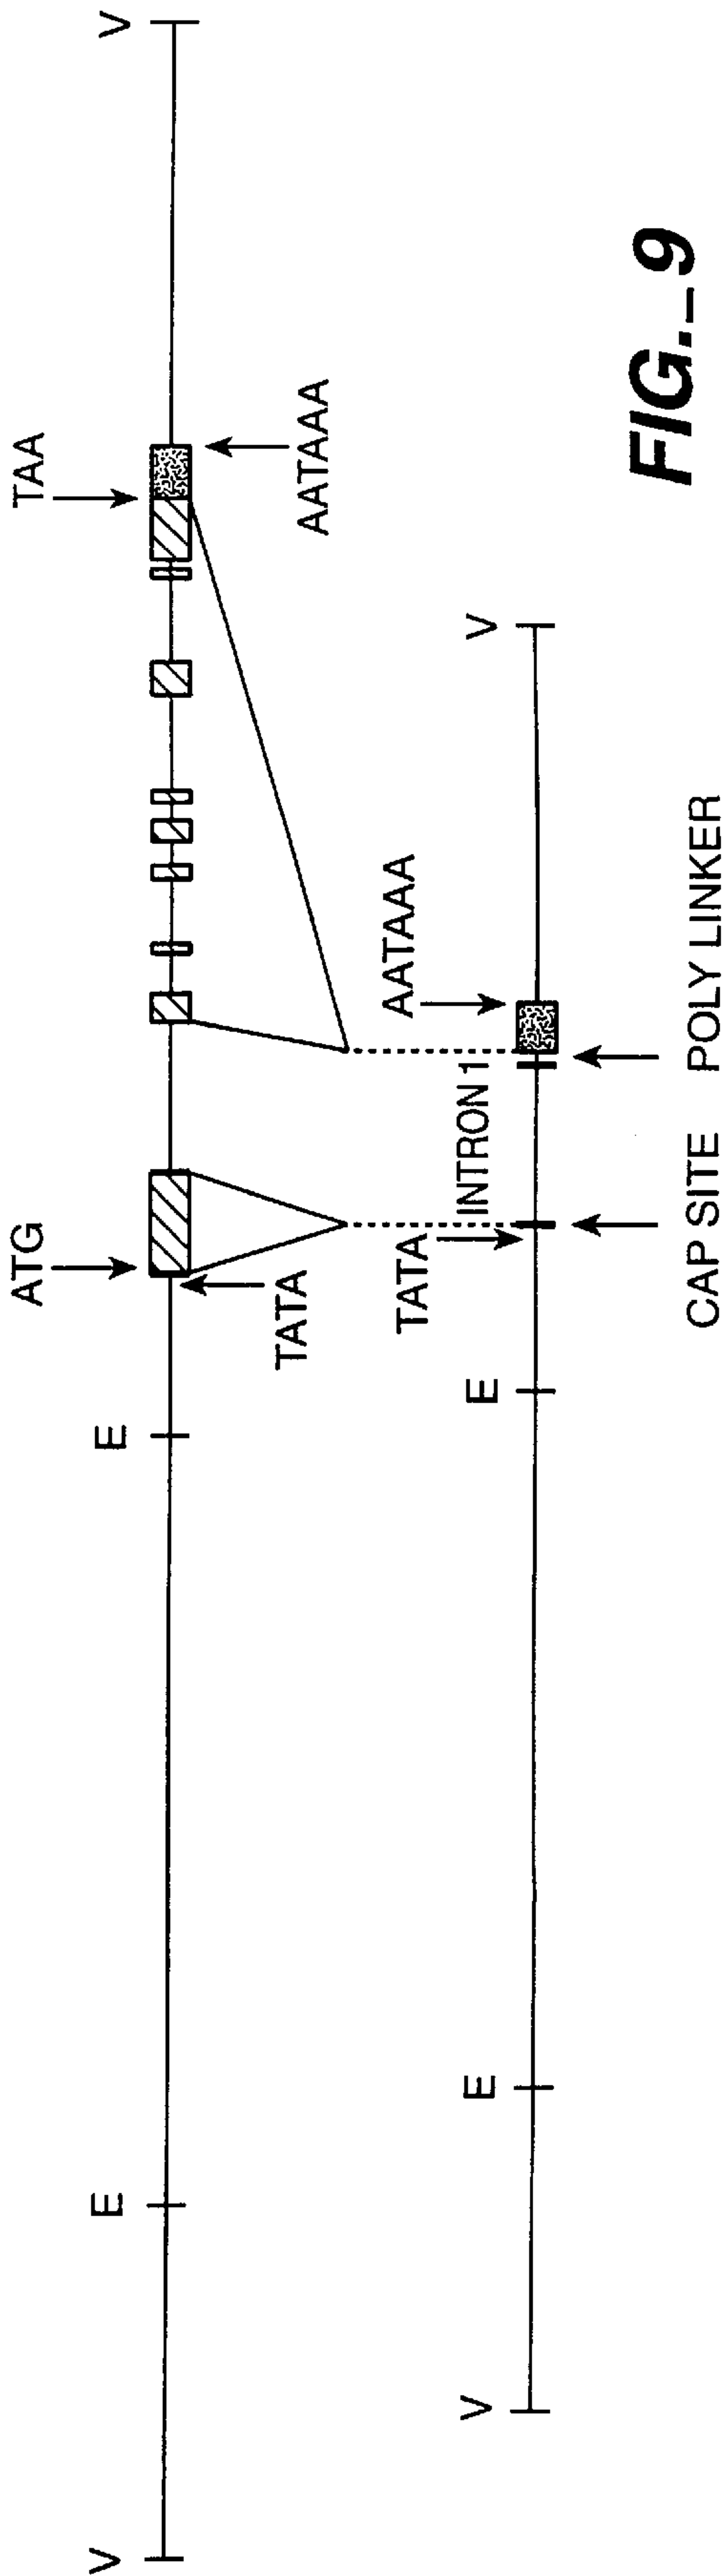 V
E
E
ATG
TATA
TAA
AATAAA
V
V
E
E
TATA
INTRON 1
AATAAA
V
CAP SITE
POLY LINKER
FIG._9